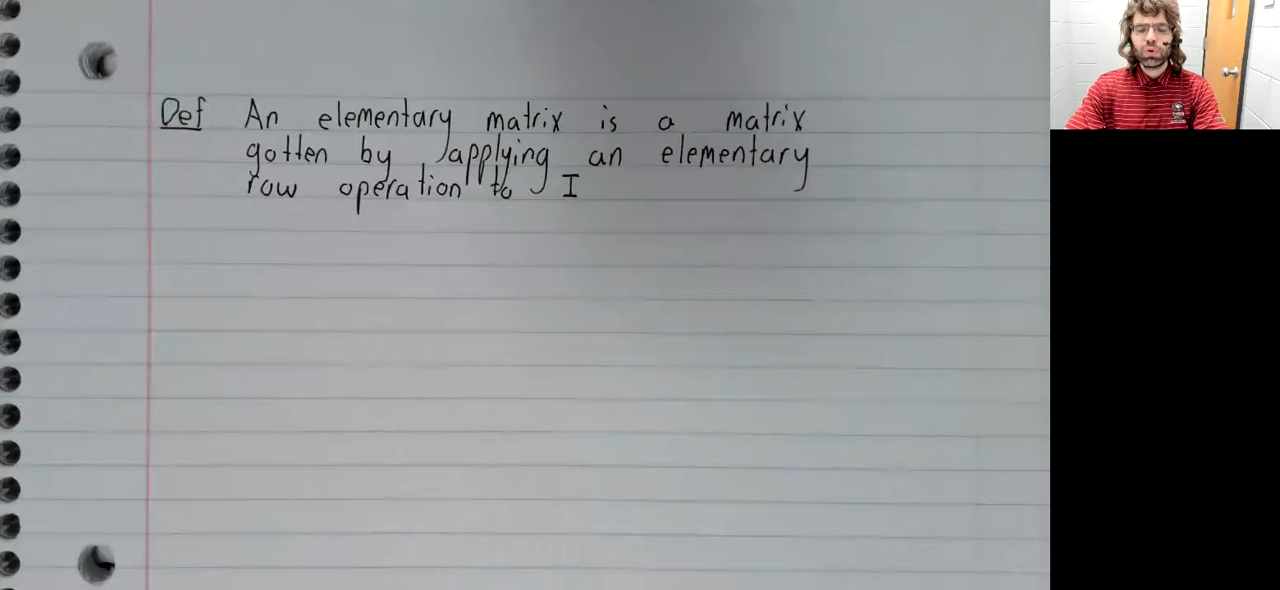 Def An elementary matrix is a matrix
gotten by applying an elementary
row operation to I